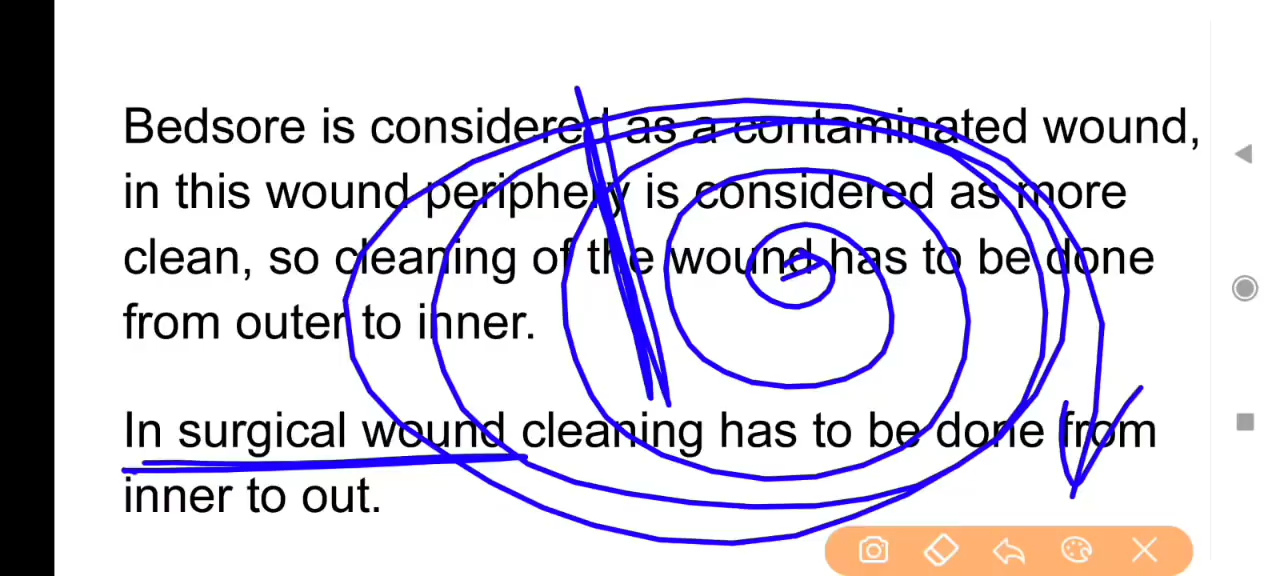 Bedsore is considered as a contaminated wound,
in this wound periphery is considered as more
clean, so cleaning of the wound has to be done
from outer to inner.
In surgical wound cleaning has to be done from
inner to out.